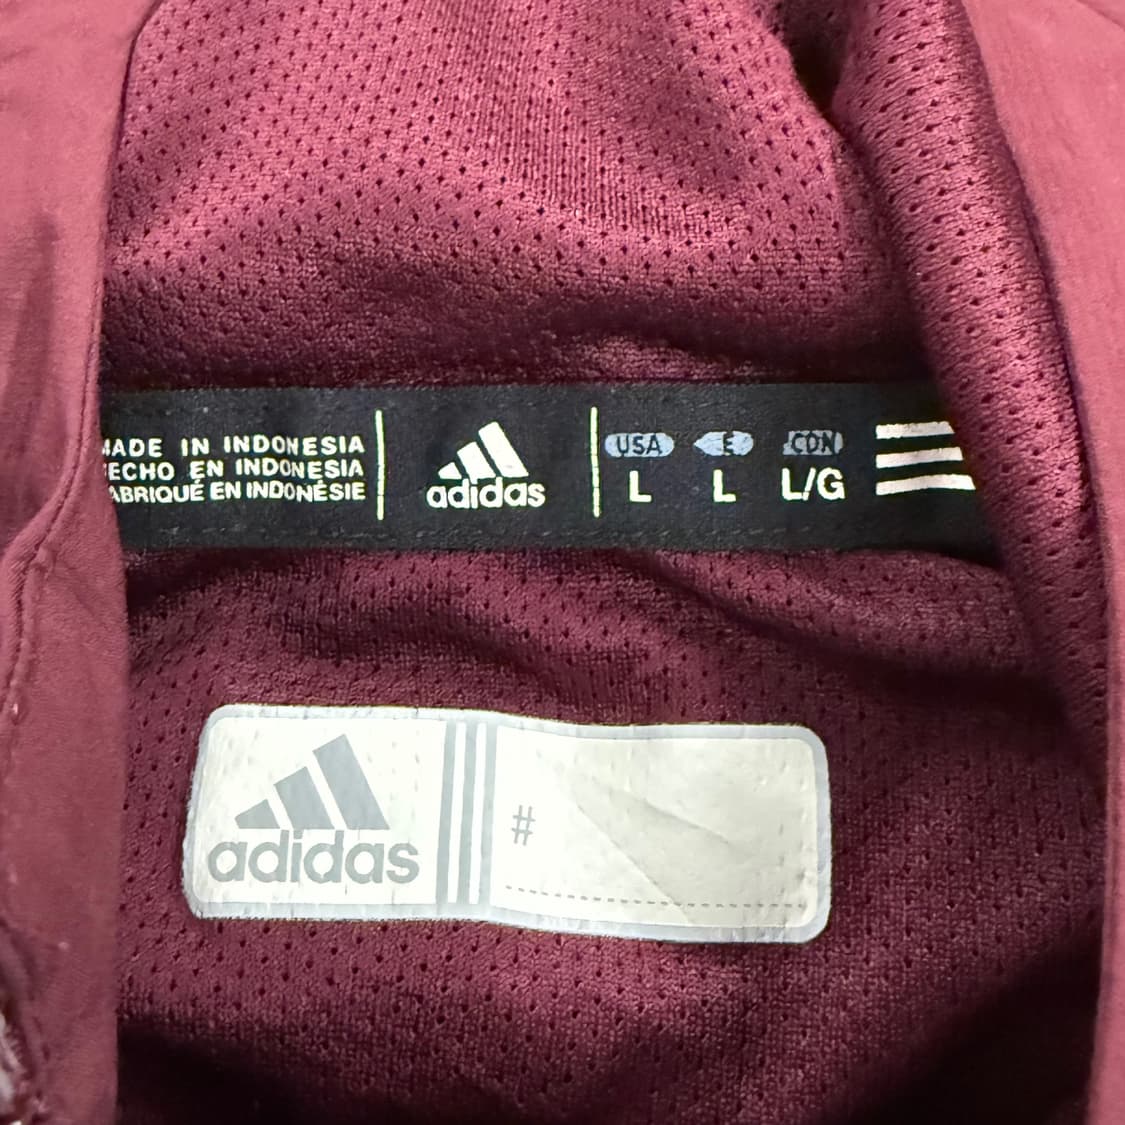 MADE IN INDONESIA
HECHO EN INDONESIA
FABRIQUÉ EN INDONÉSIE
adidas
USA E CDN
L L L/G
adidas
#